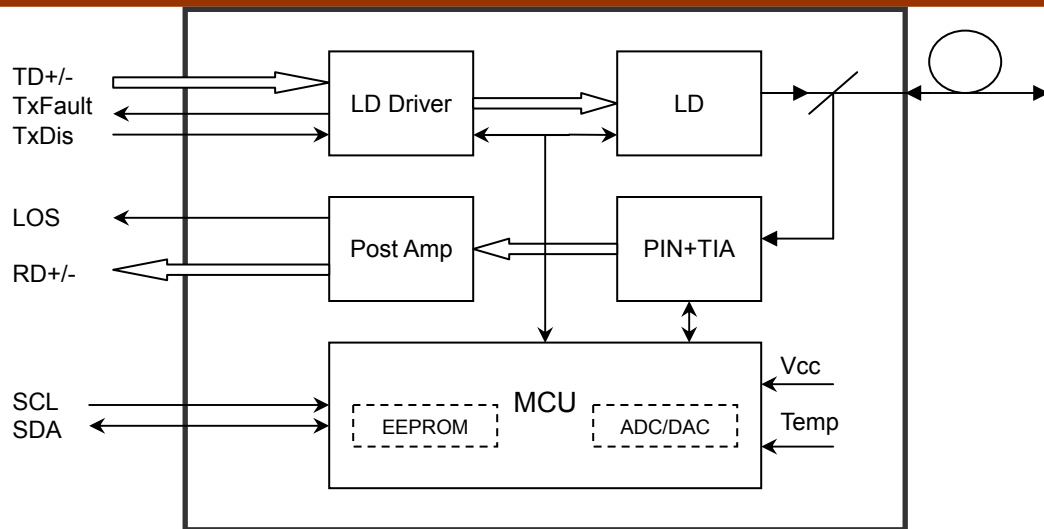 TD+/-
TxFault
TxDis
LD Driver
LD
LOS
RD+/-
Post Amp
PIN+TIA
SCL
SDA
MCU
EEPROM
ADC/DAC
Vcc
Temp